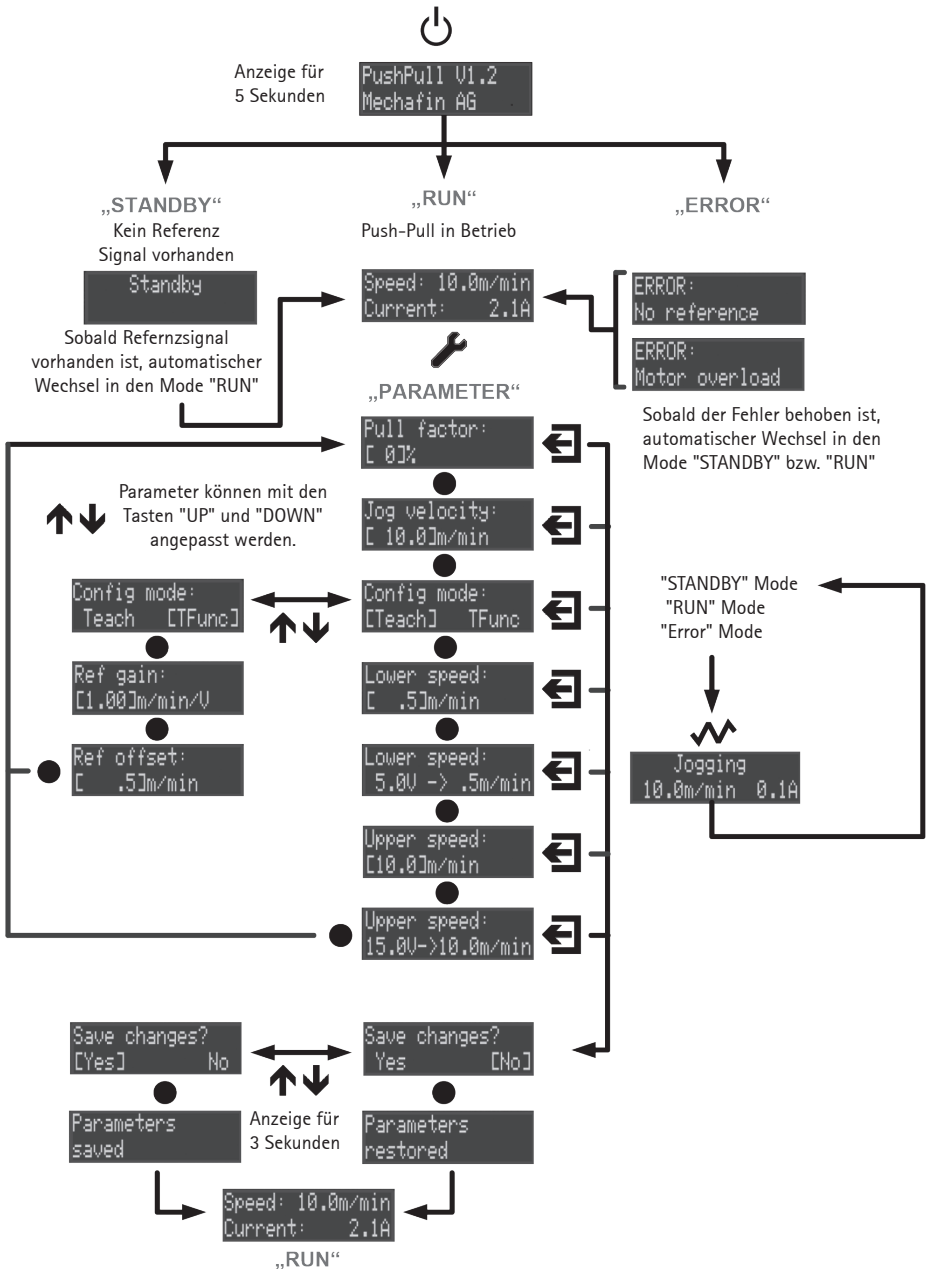 Anzeige für
5 Sekunden
PushPull V1.2
Mechafin AG
„STANDBY“
Kein Referenz
Signal vorhanden
Standby
Sobald Refernzsignal
vorhanden ist, automatischer
Wechsel in den Mode "RUN"
„RUN“
Push-Pull in Betrieb
Speed: 10.0m/min
Current: 2.1A
„ERROR“
ERROR:
No reference
ERROR:
Motor overload
Sobald der Fehler behoben ist,
automatischer Wechsel in den
Mode "STANDBY" bzw. "RUN"
„PARAMETER“
Pull factor:
[ 0]%
Parameter können mit den
Tasten "UP" und "DOWN"
angepasst werden.
Jog velocity:
[ 10.0]m/min
Config mode:
Teach [TFunc]
Config mode:
[Teach] TFunc
Ref gain:
[1.00]m/min/V
Ref offset:
[ .5]m/min
Lower speed:
[ .5]m/min
Lower speed:
5.0V -> .5m/min
Upper speed:
[10.0]m/min
Upper speed:
15.0V->10.0m/min
"STANDBY" Mode
"RUN" Mode
"Error" Mode
Jogging
10.0m/min 0.1A
Save changes?
[Yes] No
Save changes?
Yes [No]
Anzeige für
3 Sekunden
Parameters
saved
Parameters
restored
Speed: 10.0m/min
Current: 2.1A
„RUN“